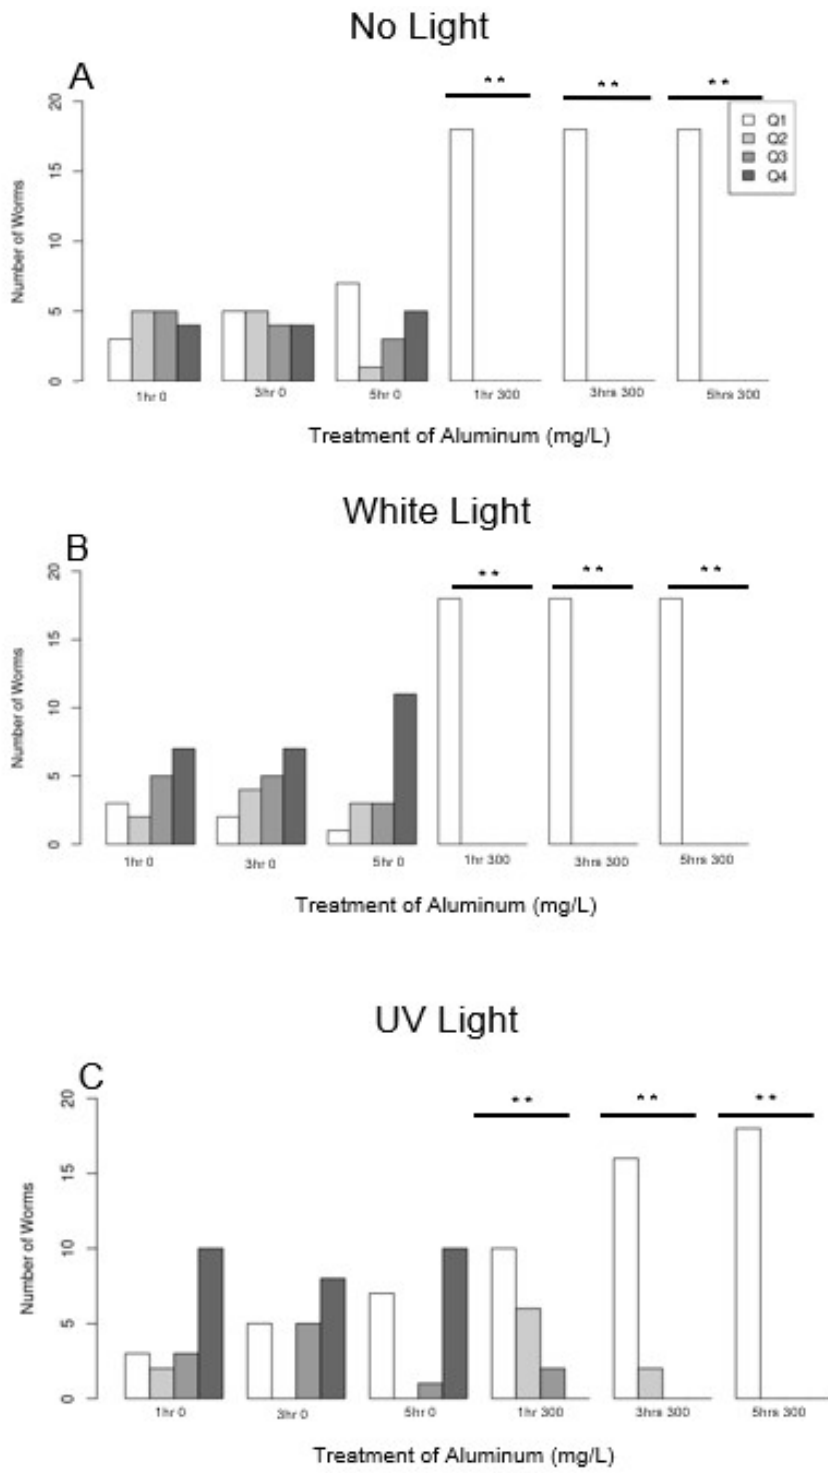 No Light
A
* *
* *
* *
Q1
Q2
Q3
Q4
Number of Worms
20
15
10
5
0
1hr 0
3hr 0
5hr 0
1hr 300
3hrs 300
5hrs 300
Treatment of Aluminum (mg/L)
White Light
B
* *
* *
* *
Number of Worms
20
15
10
5
0
1hr 0
3hr 0
5hr 0
1hr 300
3hrs 300
5hrs 300
Treatment of Aluminum (mg/L)
UV Light
C
* *
* *
* *
Number of Worms
20
15
10
5
0
1hr 0
3hr 0
5hr 0
1hr 300
3hrs 300
5hrs 300
Treatment of Aluminum (mg/L)